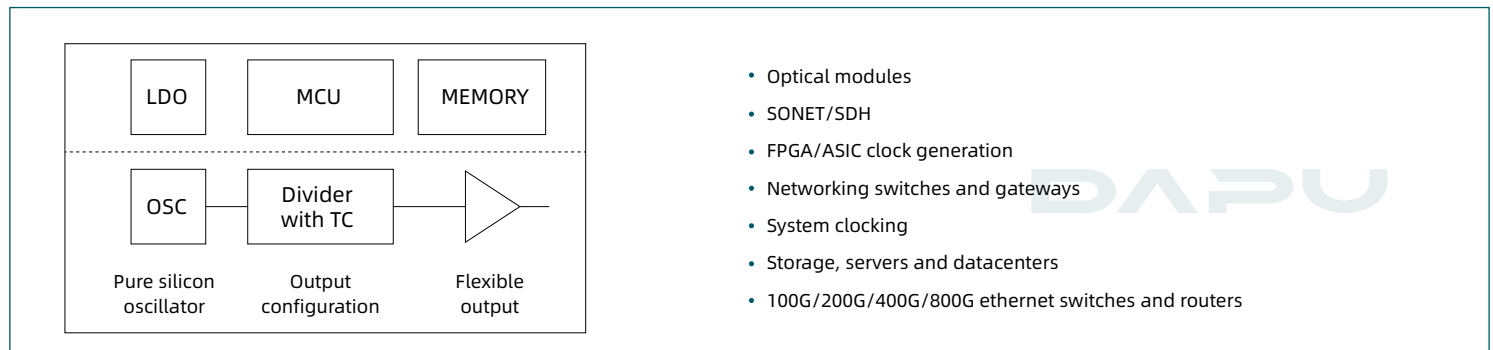 LDO
MCU
MEMORY
OSC
Divider
with TC
Pure silicon
oscillator
Output
configuration
Flexible
output
• Optical modules
• SONET/SDH
• FPGA/ASIC clock generation
• Networking switches and gateways
• System clocking
• Storage, servers and datacenters
• 100G/200G/400G/800G ethernet switches and routers
DAPU